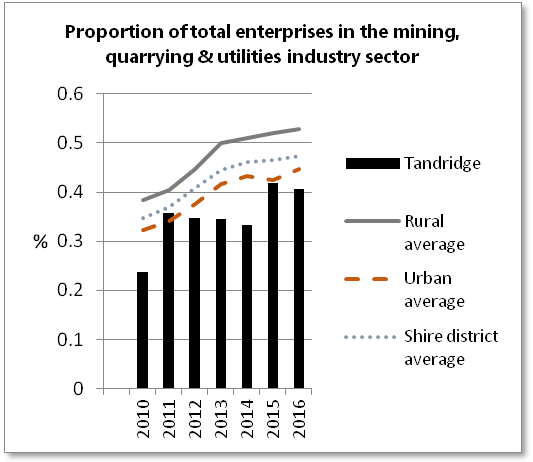 Proportion of total enterprises in the mining,
quarrying & utilities industry sector
0.6
0.5
0.4
0.3
0.2
0.1
0
%
2010
2011
2012
2013
2014
2015
2016
Tandridge
Rural
average
Urban
average
Shire district
average